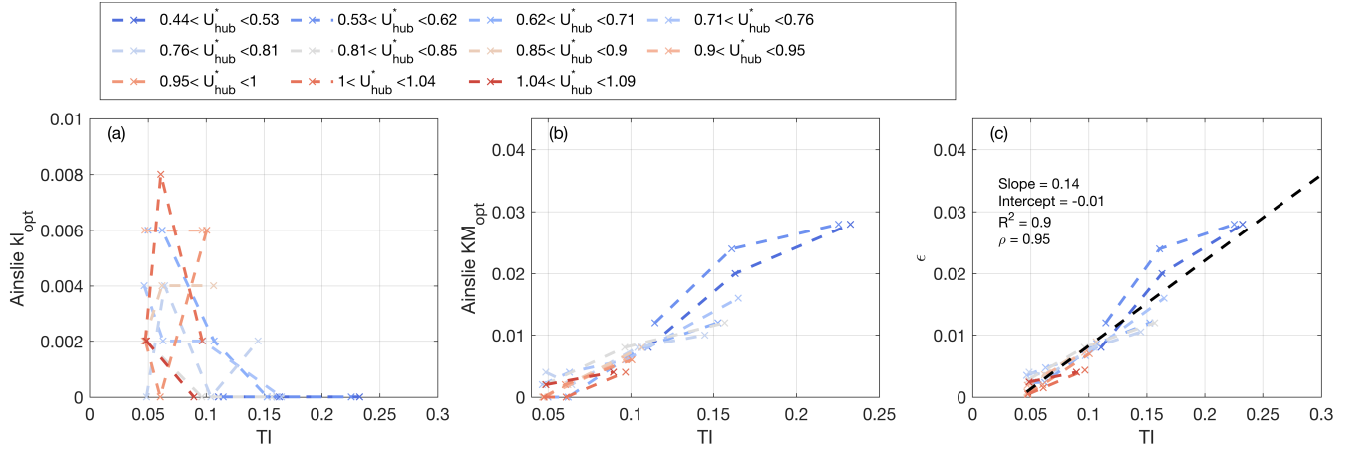 0.44< U*hub <0.53
0.53< U*hub <0.62
0.62< U*hub <0.71
0.71< U*hub <0.76
0.76< U*hub <0.81
0.81< U*hub <0.85
0.85< U*hub <0.9
0.9< U*hub <0.95
0.95< U*hub <1
1< U*hub <1.04
1.04< U*hub <1.09
(a)
Ainslie klopt
0.01
0.008
0.006
0.004
0.002
0
0
0.05
0.1
0.15
0.2
0.25
0.3
TI
(b)
Ainslie KMopt
0.04
0.03
0.02
0.01
0
0.05
0.1
0.15
0.2
0.25
TI
(c)
Slope = 0.14
Intercept = -0.01
R2 = 0.9
ρ = 0.95
ϵ
0.04
0.03
0.02
0.01
0
0
0.05
0.1
0.15
0.2
0.25
0.3
TI